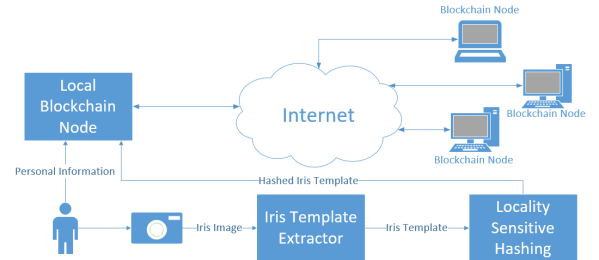 Blockchain Node
Local
Blockchain
Node
Internet
Blockchain Node
Blockchain Node
Personal Information
Hashed Iris Template
Iris Image
Iris Template
Extractor
Iris Template
Locality
Sensitive
Hashing